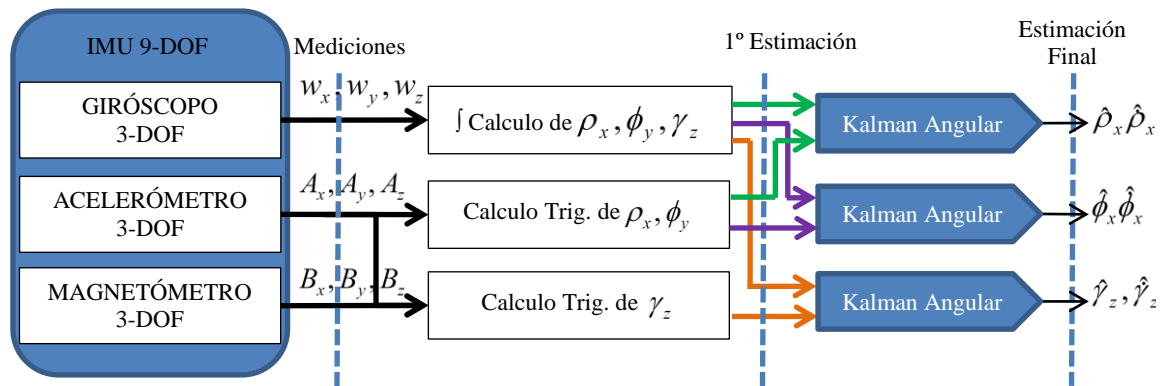 IMU 9-DOF
GIRÓSCOPO
3-DOF
ACELERÓMETRO
3-DOF
MAGNETÓMETRO
3-DOF
Mediciones
w_x, w_y, w_z
A_x, A_y, A_z
B_x, B_y, B_z
∫ Calculo de ρ_x, ϕ_y, γ_z
Calculo Trig. de ρ_x, ϕ_y
Calculo Trig. de γ_z
1º Estimación
Kalman Angular
Kalman Angular
Kalman Angular
Estimación
Final
ρ̂_x ρ̂̇_x
ϕ̂_x ϕ̂̇_x
γ̂_z, γ̂̇_z